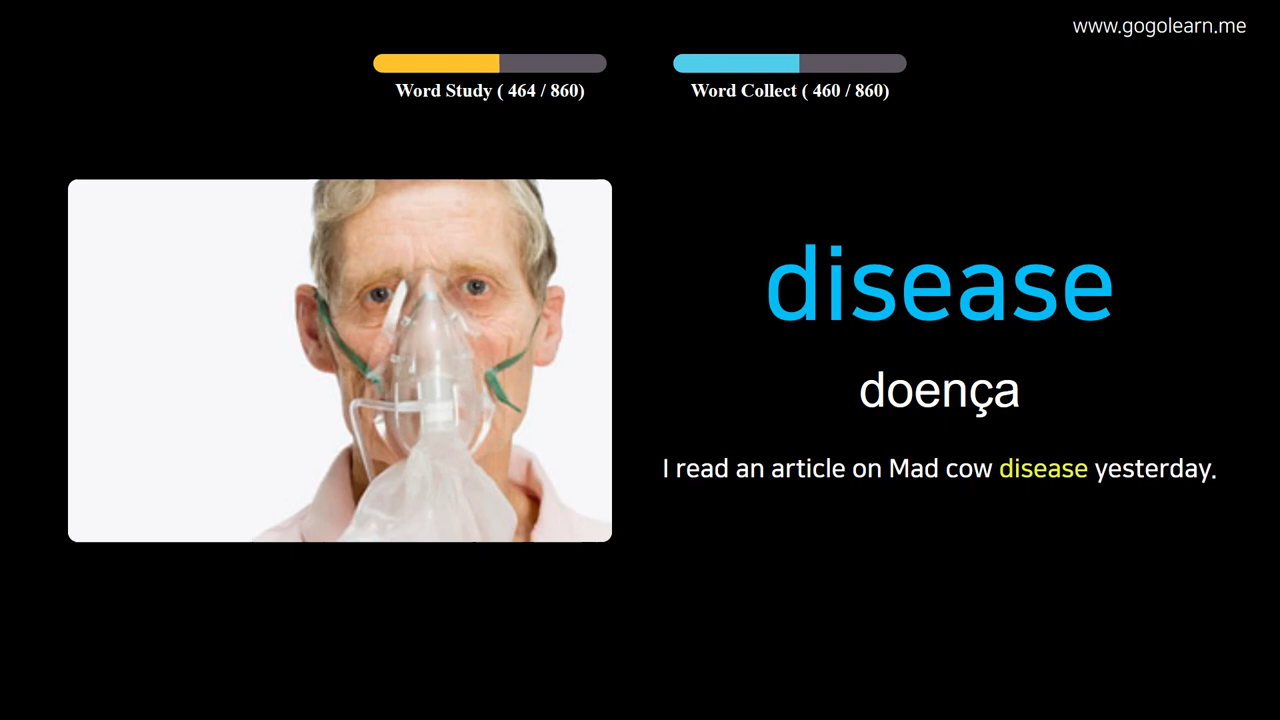 www.gogolearn.me
Word Study ( 464 / 860)
Word Collect ( 460 / 860)
disease
doença
I read an article on Mad cow disease yesterday.